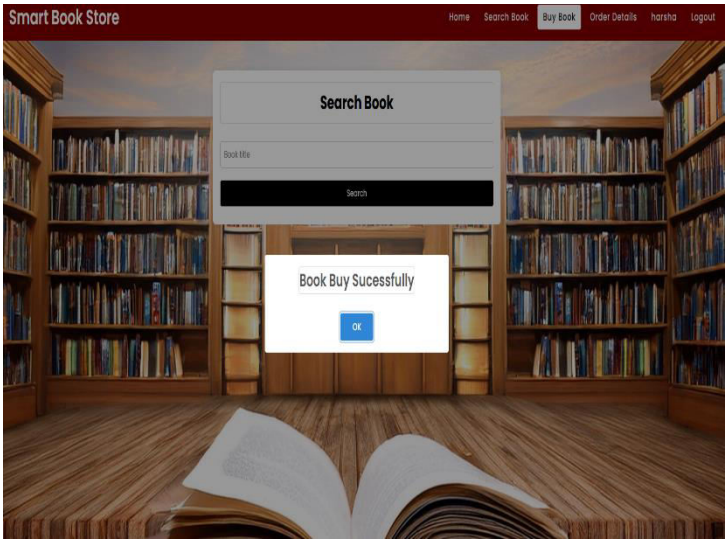 Smart Book Store
Home Search Book Buy Book Order Details harsha Logout
Search Book
Book title
Search
Book Buy Sucessfully
OK